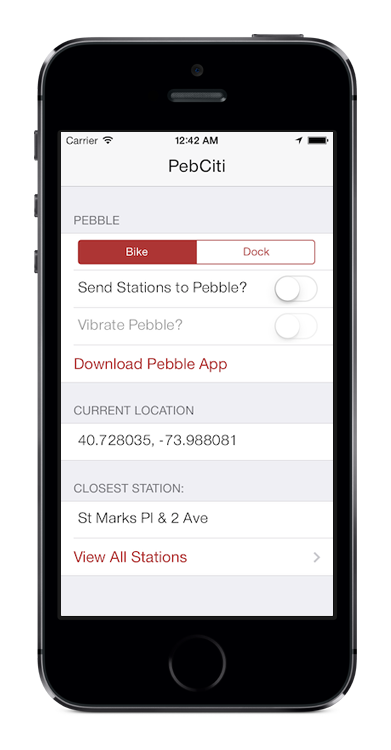 Carrier 12:42 AM
PebCiti
PEBBLE
Bike Dock
Send Stations to Pebble?
Vibrate Pebble?
Download Pebble App
CURRENT LOCATION
40.728035, -73.988081
CLOSEST STATION:
St Marks Pl & 2 Ave
View All Stations